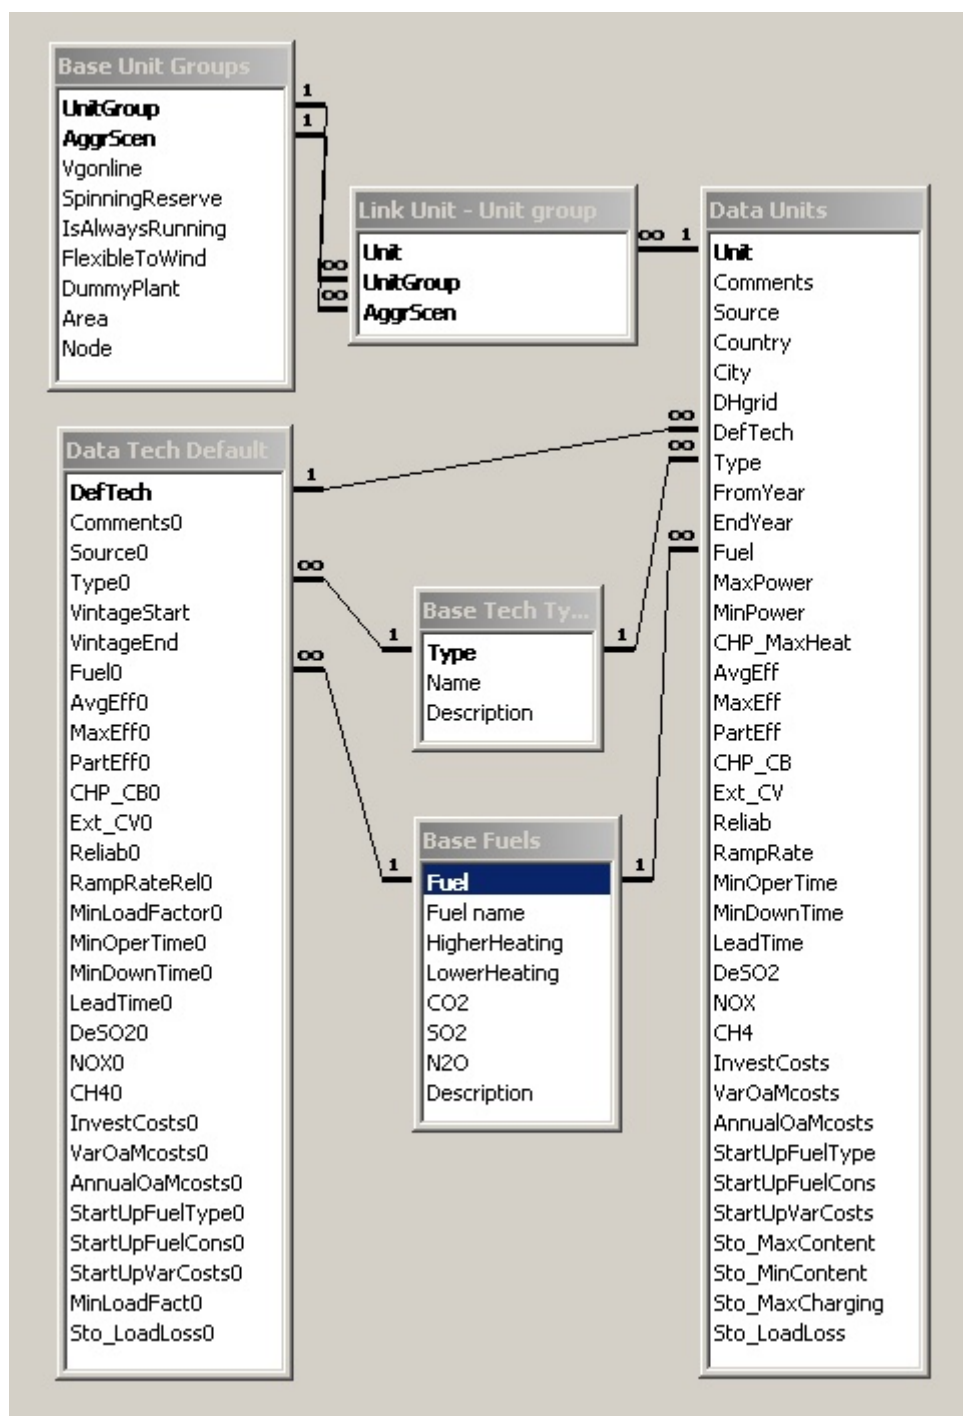 Base Unit Groups
UnitGroup
AggrScen
Vgonline
SpinningReserve
IsAlwaysRunning
FlexibleToWind
DummyPlant
Area
Node
1
1
∞
∞
Link Unit - Unit group
Unit
UnitGroup
AggrScen
∞ 1
Data Units
Unit
Comments
Source
Country
City
DHgrid
DefTech
Type
FromYear
EndYear
Fuel
MaxPower
MinPower
CHP_MaxHeat
AvgEff
MaxEff
PartEff
CHP_CB
Ext_CV
Reliab
RampRate
MinOperTime
MinDownTime
LeadTime
DeSO2
NOX
CH4
InvestCosts
VarOaMcosts
AnnualOaMcosts
StartUpFuelType
StartUpFuelCons
StartUpVarCosts
Sto_MaxContent
Sto_MinContent
Sto_MaxCharging
Sto_LoadLoss
∞
∞
∞
Data Tech Default
DefTech
Comments0
Source0
Type0
VintageStart
VintageEnd
Fuel0
AvgEff0
MaxEff0
PartEff0
CHP_CB0
Ext_CV0
Reliab0
RampRateRel0
MinLoadFactor0
MinOperTime0
MinDownTime0
LeadTime0
DeSO20
NOX0
CH40
InvestCosts0
VarOaMcosts0
AnnualOaMcosts0
StartUpFuelType0
StartUpFuelCons0
StartUpVarCosts0
MinLoadFact0
Sto_LoadLoss0
1
∞
∞
Base Tech Ty...
Type
Name
Description
1
1
Base Fuels
Fuel
Fuel name
HigherHeating
LowerHeating
CO2
SO2
N2O
Description
1
1